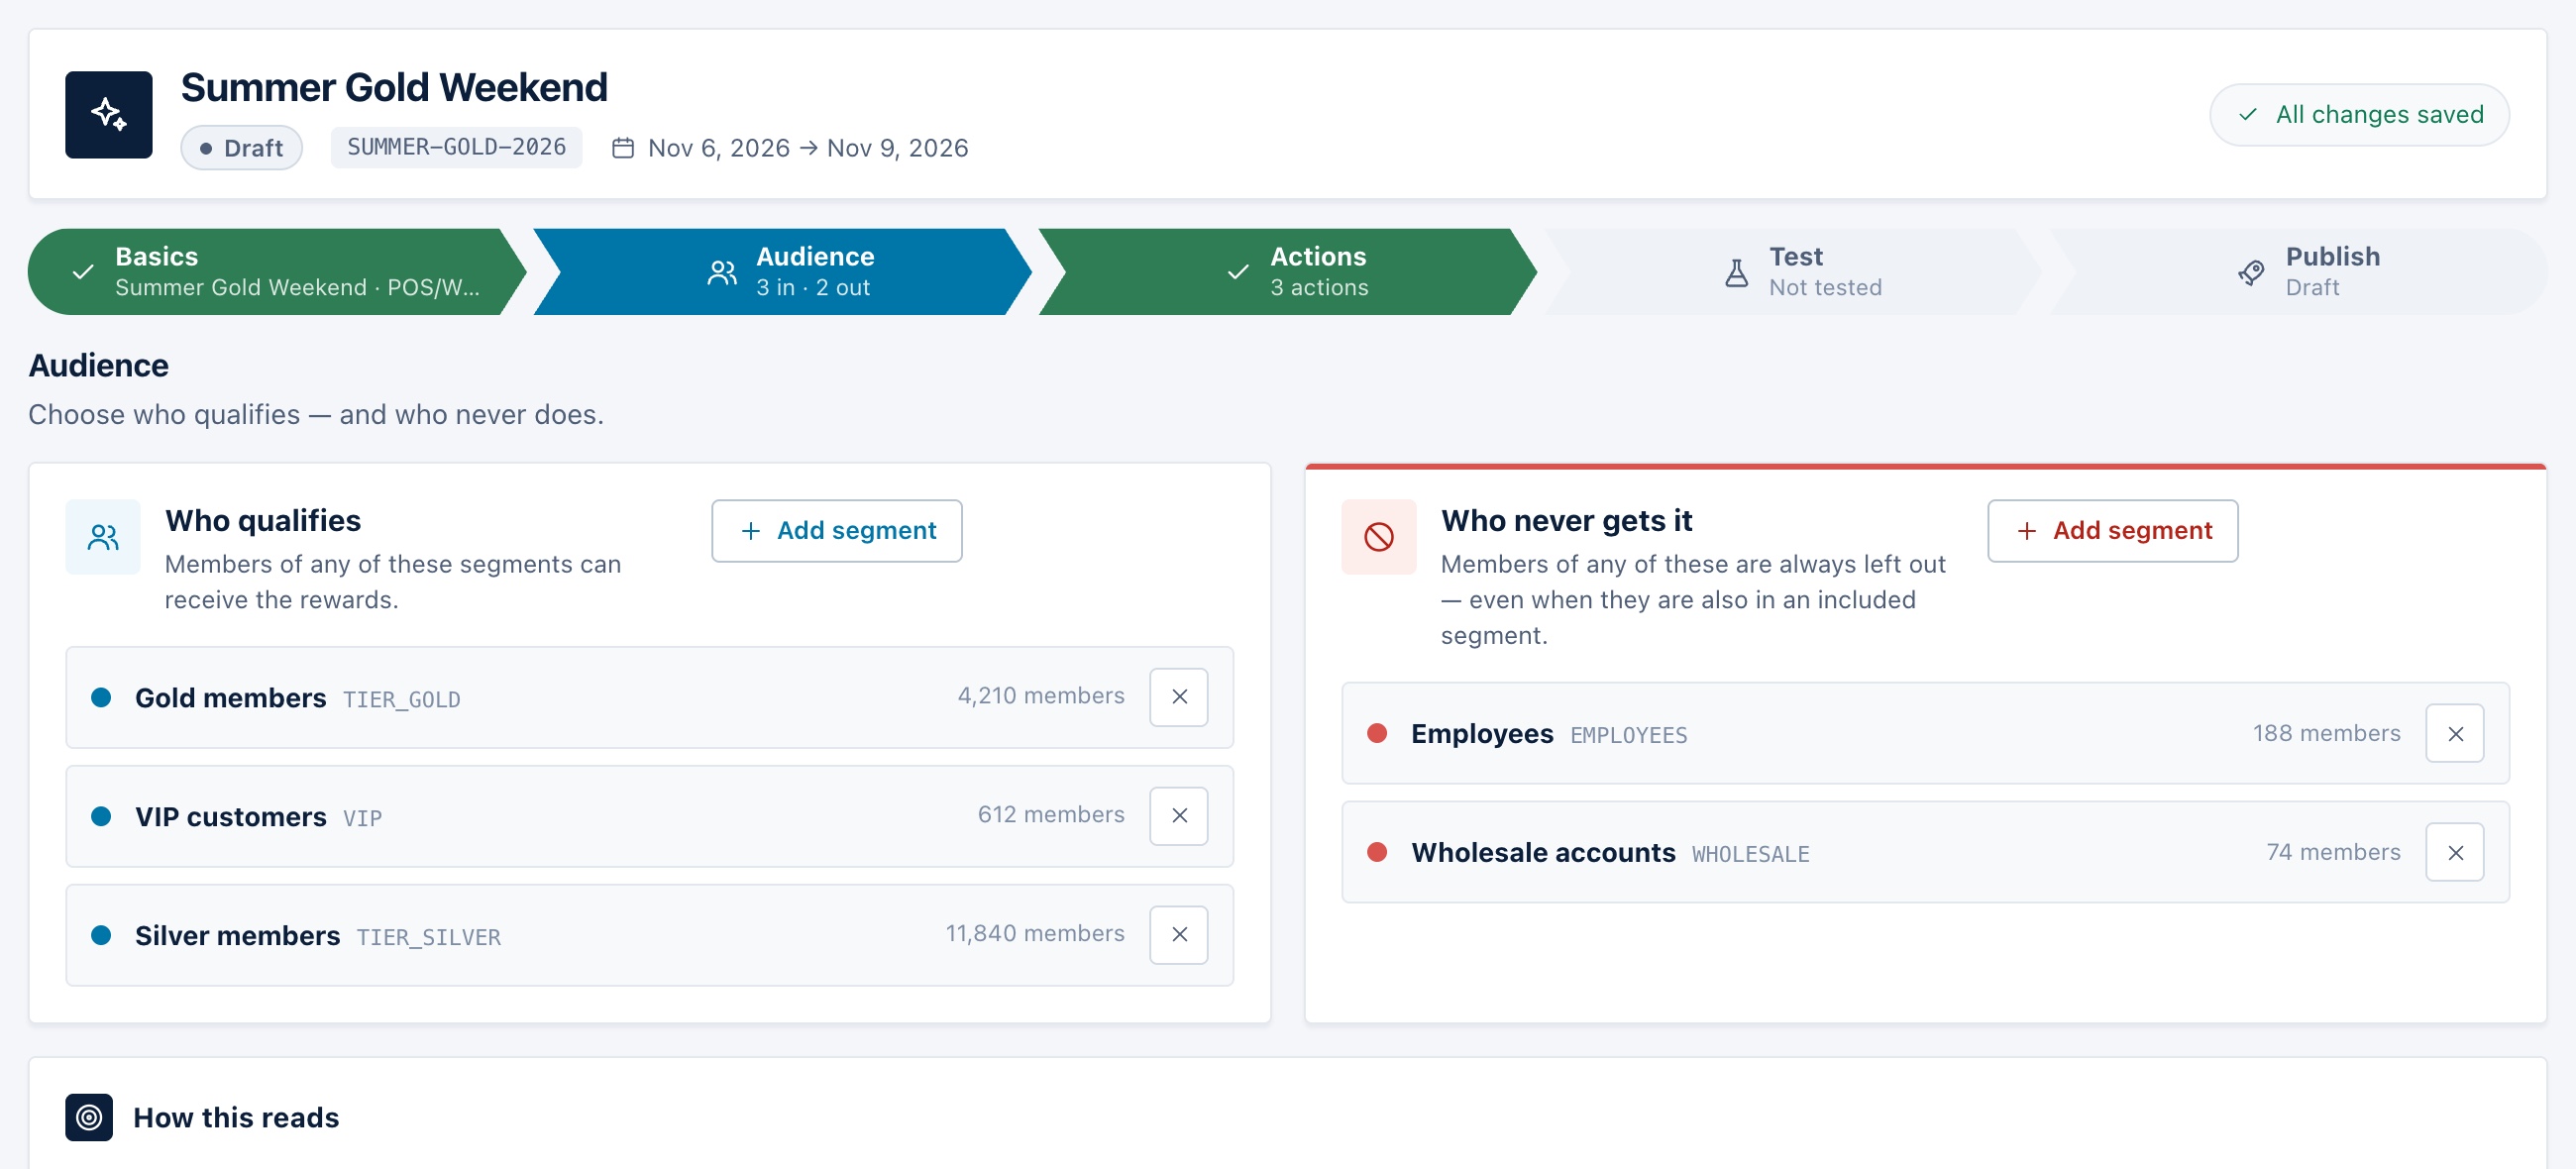 Summer Gold Weekend
Draft
SUMMER-GOLD-2026
Nov 6, 2026 → Nov 9, 2026
All changes saved
Basics
Summer Gold Weekend · POS/W...
Audience
3 in · 2 out
Actions
3 actions
Test
Not tested
Publish
Draft
Audience
Choose who qualifies — and who never does.
Who qualifies
Members of any of these segments can
receive the rewards.
+ Add segment
Gold members TIER_GOLD
4,210 members
VIP customers VIP
612 members
Silver members TIER_SILVER
11,840 members
Who never gets it
Members of any of these are always left out
— even when they are also in an included
segment.
+ Add segment
Employees EMPLOYEES
188 members
Wholesale accounts WHOLESALE
74 members
How this reads